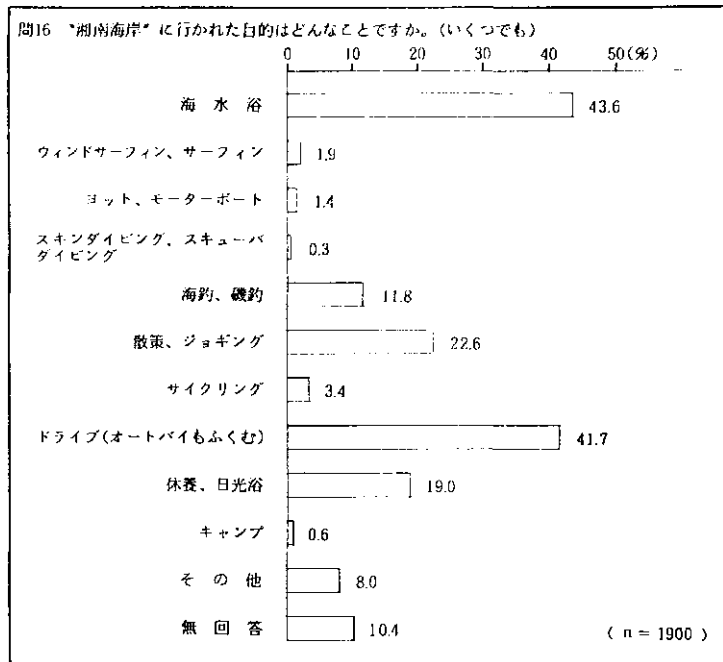 問16 “湘南海岸”に行かれた目的はどんなことですか。(いくつでも)
0 10 20 30 40 50(%)
海水浴 43.6
ウィンドサーフィン、サーフィン 1.9
ヨット、モーターボート 1.4
スキンダイビング、スキューバ
ダイビング 0.3
海釣、磯釣 11.8
散策、ジョギング 22.6
サイクリング 3.4
ドライブ(オートバイもふくむ) 41.7
休養、日光浴 19.0
キャンプ 0.6
その他 8.0
無回答 10.4
(n=1900)